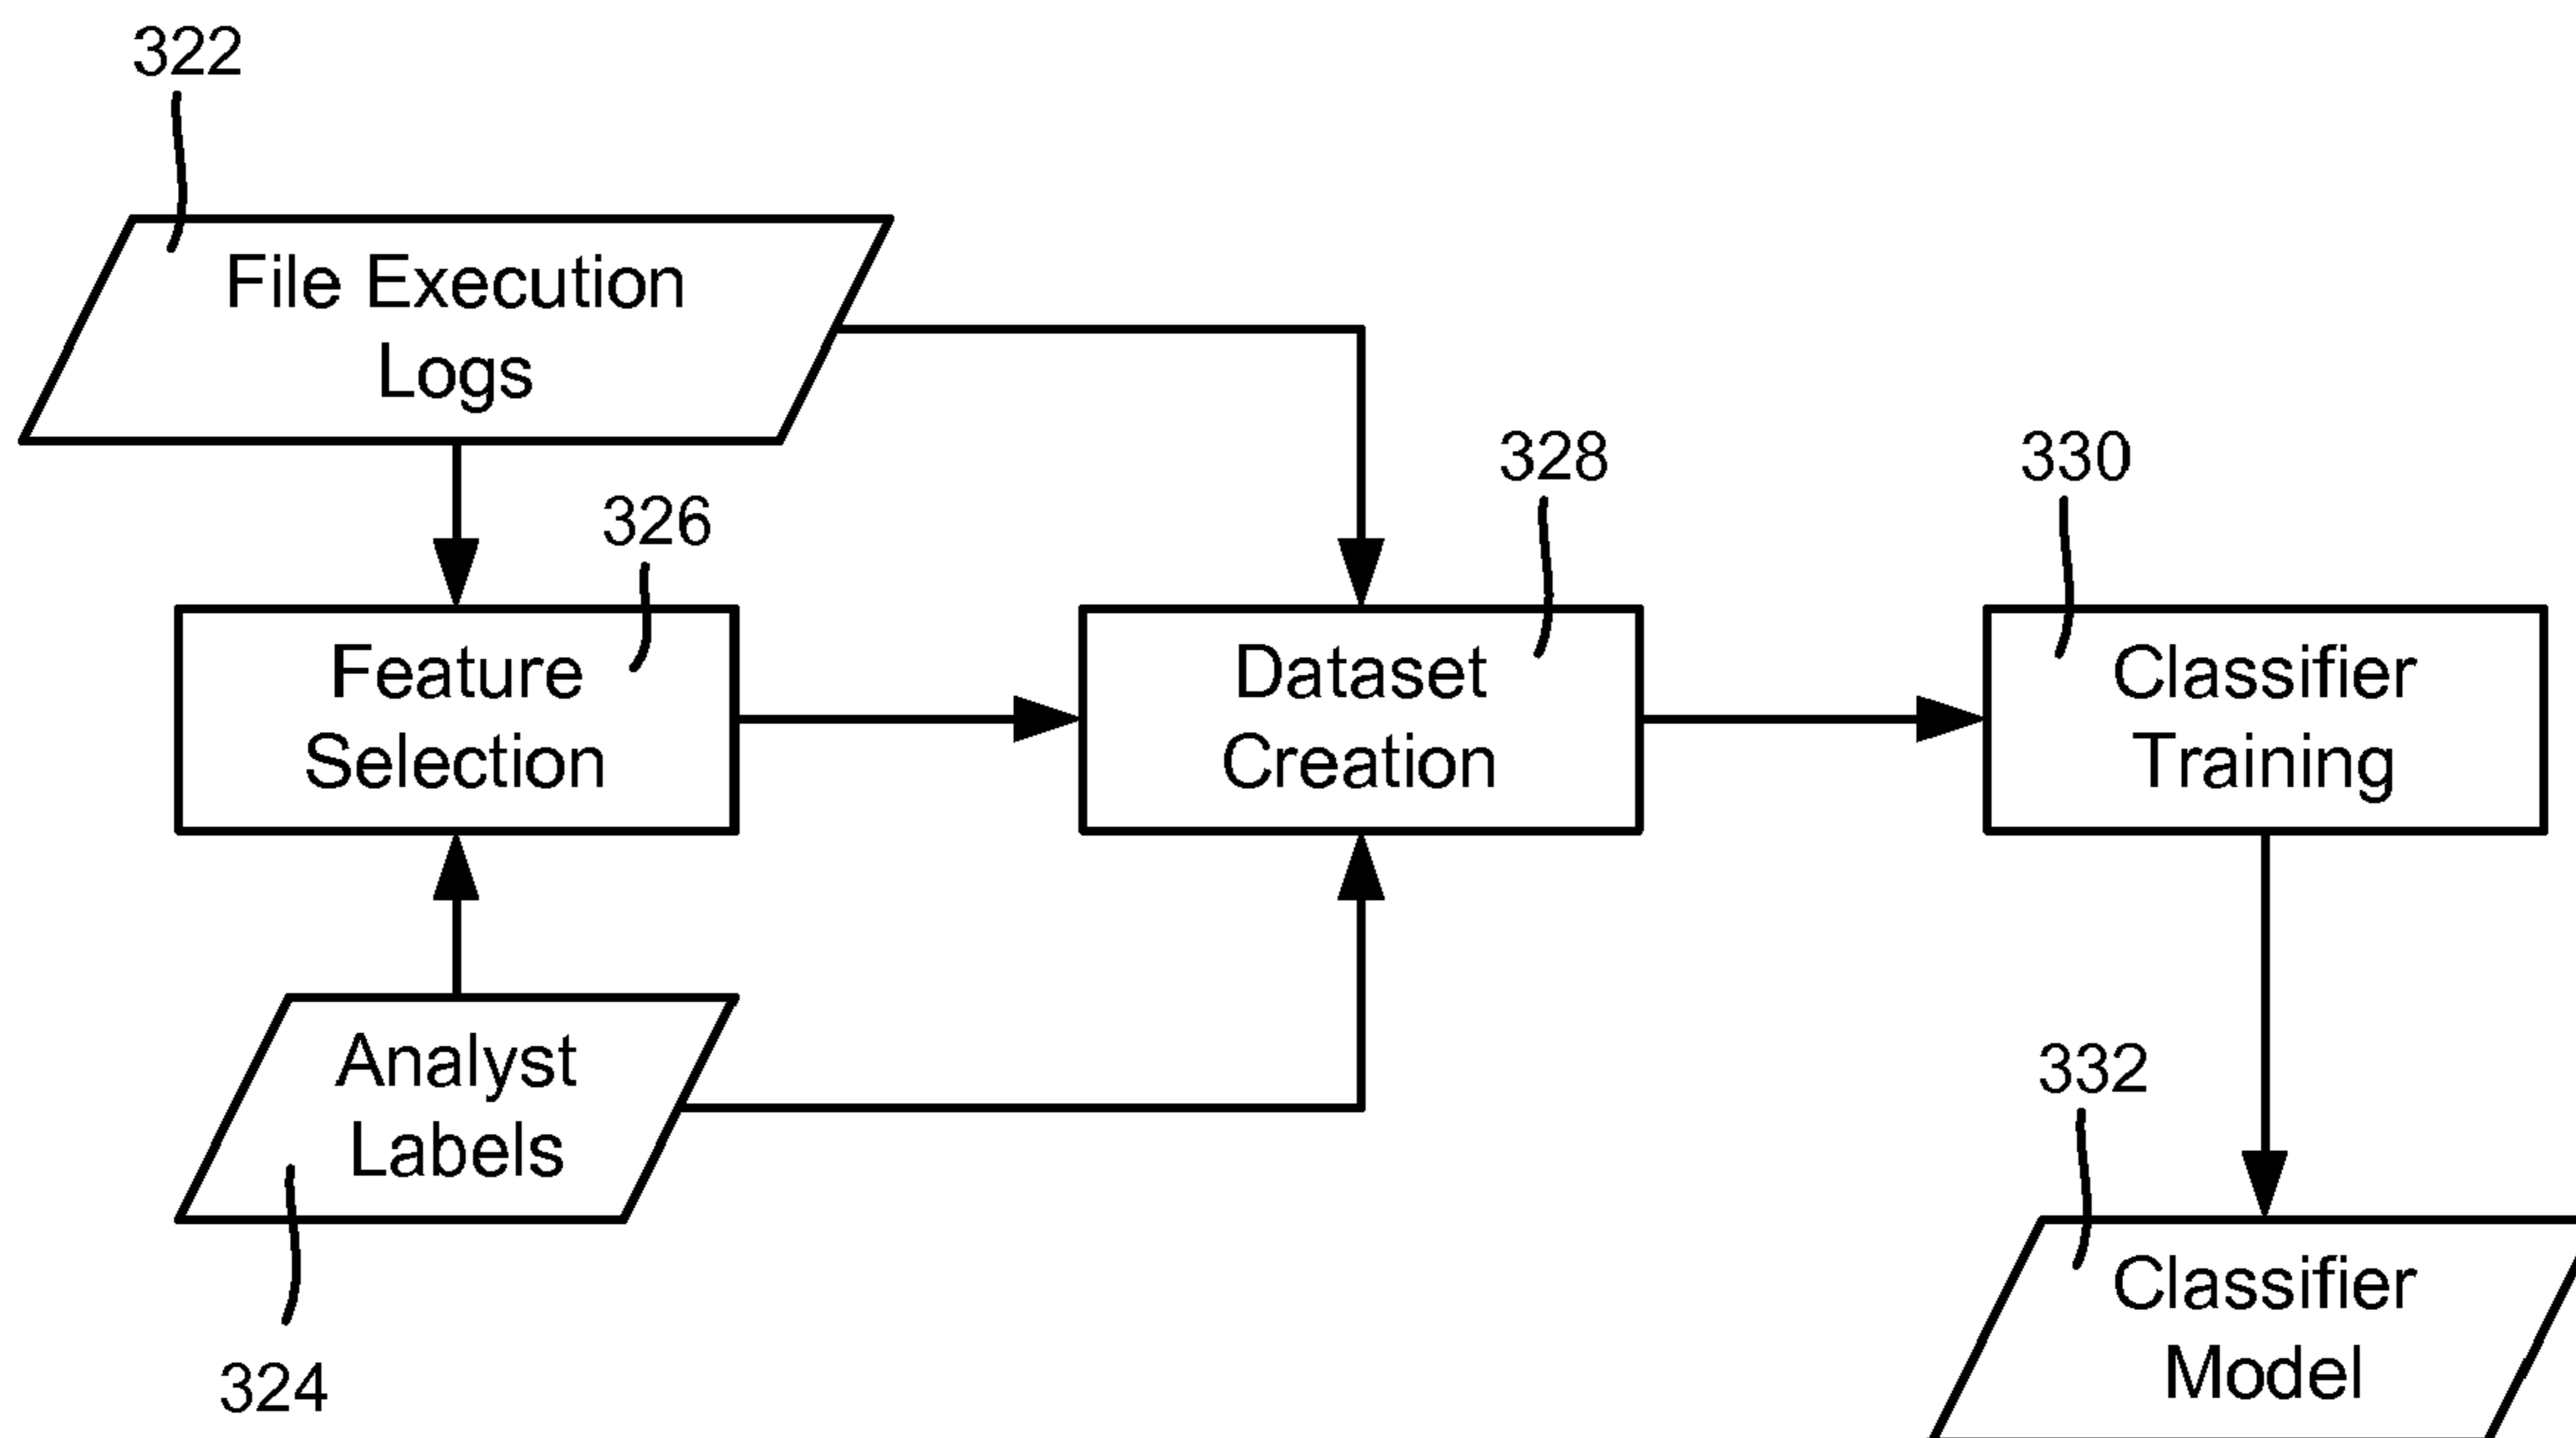 322
File Execution
Logs
326
328
330
Feature
Selection
Dataset
Creation
Classifier
Training
Analyst
Labels
324
332
Classifier
Model